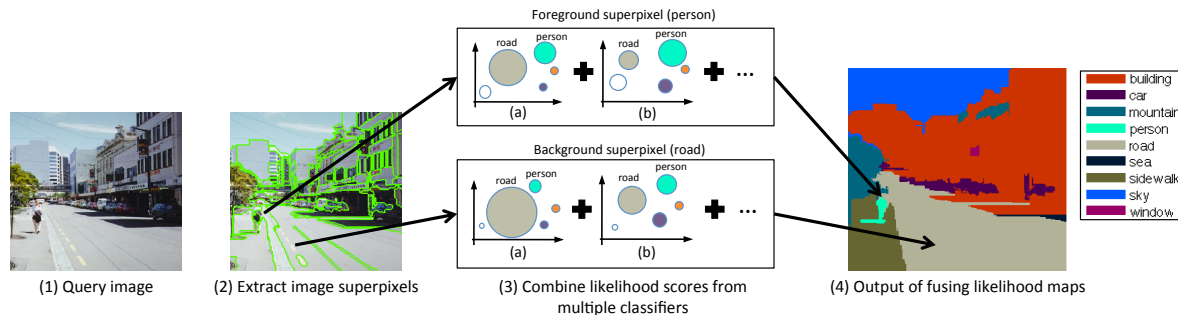 Foreground superpixel (person)
road
person
(a)
road
person
(b)
...
Background superpixel (road)
road
person
(a)
road
person
(b)
...
building
car
mountain
person
road
sea
sidewalk
sky
window
(1) Query image
(2) Extract image superpixels
(3) Combine likelihood scores from
multiple classifiers
(4) Output of fusing likelihood maps